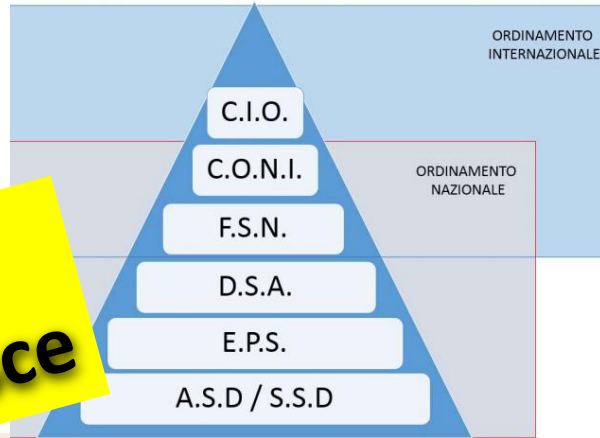 ORDINAMENTO
INTERNAZIONALE
C.I.O.
C.O.N.I.
ORDINAMENTO
NAZIONALE
F.S.N.
D.S.A.
E.P.S.
A.S.D / S.S.D